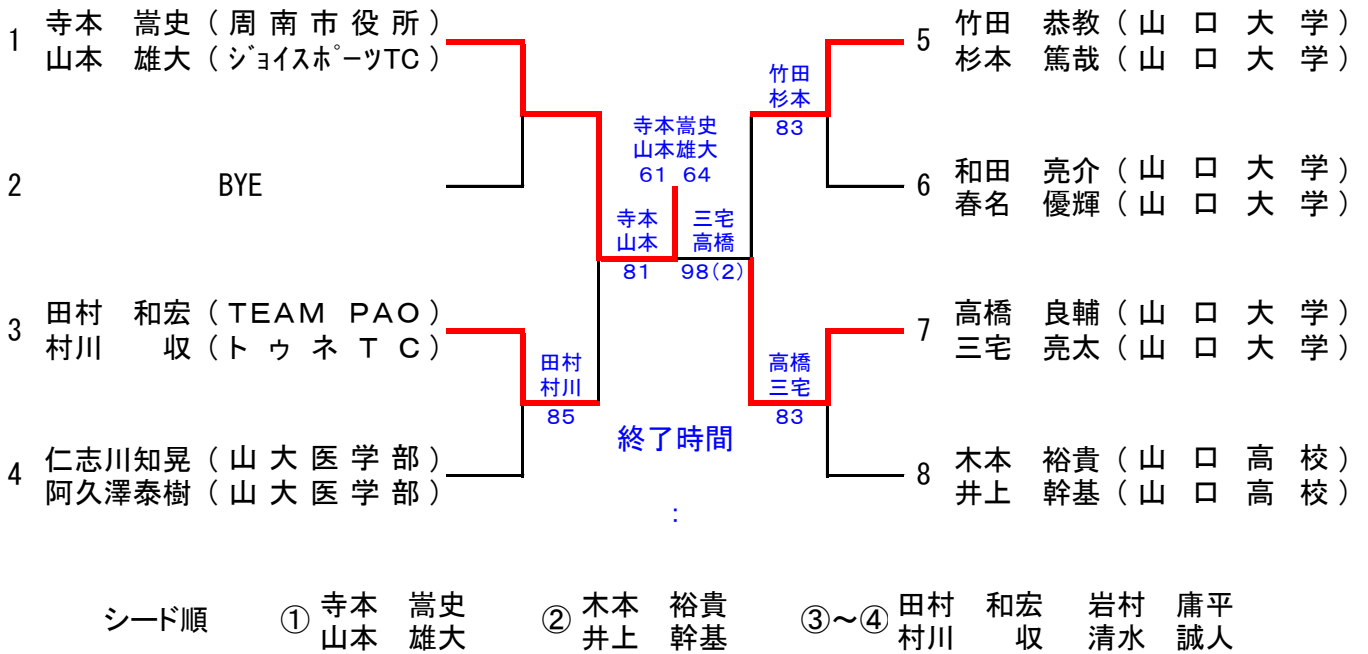 1 寺本 嵩史 ( 周 南 市 役 所 )
山本 雄大 ( ジョイスポーツTC )
2 BYE
3 田村 和宏 ( TEAM PAO )
村川 収 ( ト ゥ ネ T C )
4 仁志川知晃 ( 山 大 医 学 部 )
阿久澤泰樹 ( 山 大 医 学 部 )
田村
村川
85
寺本
山本
81
寺本嵩史
山本雄大
61 64
三宅
高橋
98(2)
竹田
杉本
83
高橋
三宅
83
5 竹田 恭教 ( 山 口 大 学 )
杉本 篤哉 ( 山 口 大 学 )
6 和田 亮介 ( 山 口 大 学 )
春名 優輝 ( 山 口 大 学 )
7 高橋 良輔 ( 山 口 大 学 )
三宅 亮太 ( 山 口 大 学 )
8 木本 裕貴 ( 山 口 高 校 )
井上 幹基 ( 山 口 高 校 )
終了時間
:
シード順 ① 寺本 嵩史 ② 木本 裕貴 ③～④ 田村 和宏 岩村 庸平
山本 雄大 井上 幹基 村川 収 清水 誠人